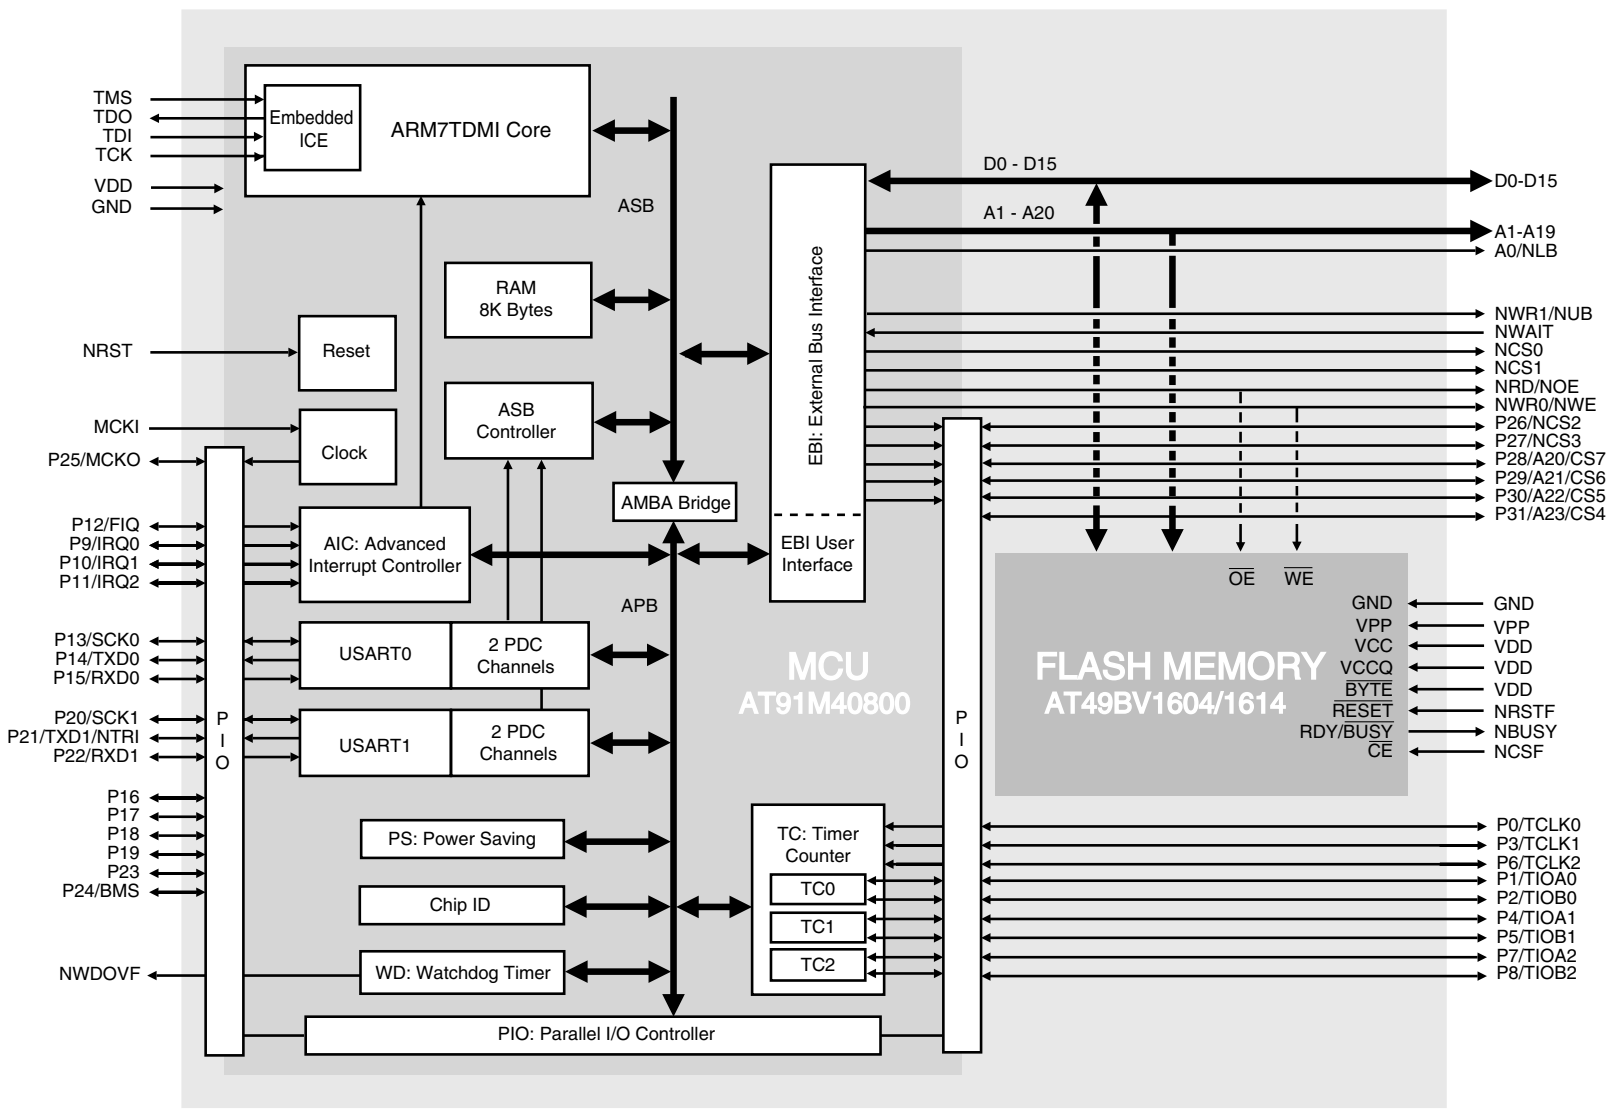 TMS
TDO
TDI
TCK
VDD
GND
NRST
MCKI
P25/MCKO
P12/FIQ
P9/IRQ0
P10/IRQ1
P11/IRQ2
P13/SCK0
P14/TXD0
P15/RXD0
P20/SCK1
P21/TXD1/NTRI
P22/RXD1
P16
P17
P18
P19
P23
P24/BMS
NWDOVF
P
I
O
Embedded
ICE
ARM7TDMI Core
ASB
RAM
8K Bytes
Reset
ASB
Controller
Clock
AMBA Bridge
AIC: Advanced
Interrupt Controller
APB
USART0
2 PDC
Channels
USART1
2 PDC
Channels
PS: Power Saving
Chip ID
WD: Watchdog Timer
PIO: Parallel I/O Controller
EBI: External Bus Interface
EBI User
Interface
MCU
AT91M40800
TC: Timer
Counter
TC0
TC1
TC2
P
I
O
D0 - D15
A1 - A20
OE
WE
FLASH MEMORY
AT49BV1604/1614
GND
VPP
VCC
VCCQ
BYTE
RESET
RDY/BUSY
CE
D0-D15
A1-A19
A0/NLB
NWR1/NUB
NWAIT
NCS0
NCS1
NRD/NOE
NWR0/NWE
P26/NCS2
P27/NCS3
P28/A20/CS7
P29/A21/CS6
P30/A22/CS5
P31/A23/CS4
GND
VPP
VDD
VDD
VDD
NRSTF
NBUSY
NCSF
P0/TCLK0
P3/TCLK1
P6/TCLK2
P1/TIOA0
P2/TIOB0
P4/TIOA1
P5/TIOB1
P7/TIOA2
P8/TIOB2